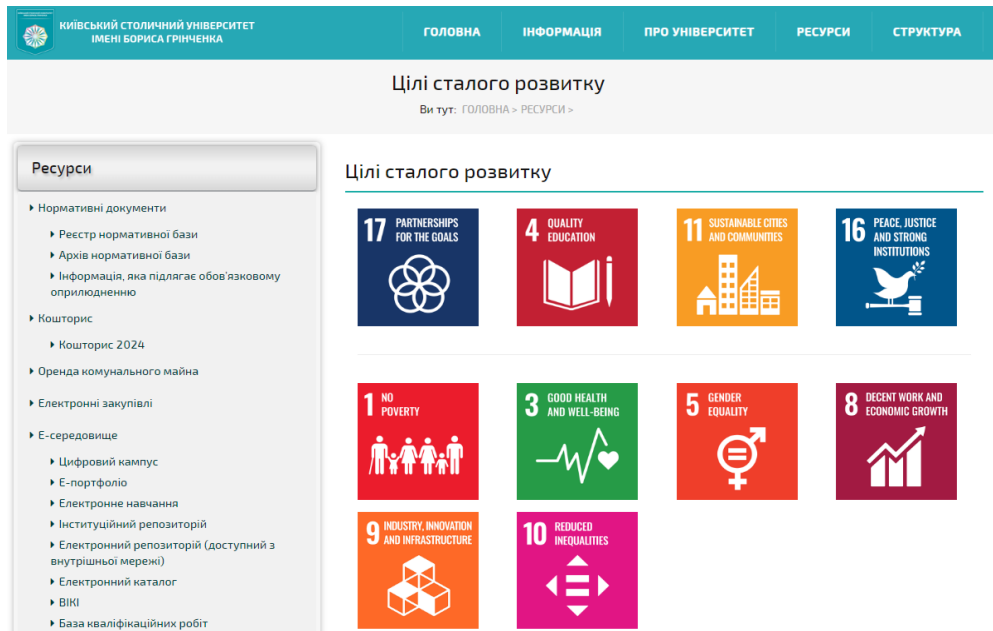 КИЇВСЬКИЙ СТОЛИЧНИЙ УНІВЕРСИТЕТ
ІМЕНІ БОРИСА ГРІНЧЕНКА
ГОЛОВНА
ІНФОРМАЦІЯ
ПРО УНІВЕРСИТЕТ
РЕСУРСИ
СТРУКТУРА
Цілі сталого розвитку
Ви тут: ГОЛОВНА > РЕСУРСИ >
Ресурси
Нормативні документи
Реєстр нормативної бази
Архів нормативної бази
Інформація, яка підлягає обов'язковому
оприлюдненню
Кошторис
Кошторис 2024
Оренда комунального майна
Електронні закупівлі
Е-середовище
Цифровий кампус
Е-портфоліо
Електронне навчання
Інституційний репозиторій
Електронний репозиторій (доступний з
внутрішньої мережі)
Електронний каталог
ВІКІ
База кваліфікаційних робіт
Цілі сталого розвитку
17 PARTNERSHIPS
FOR THE GOALS
4 QUALITY
EDUCATION
11 SUSTAINABLE CITIES
AND COMMUNITIES
16 PEACE, JUSTICE
AND STRONG
INSTITUTIONS
1 NO
POVERTY
3 GOOD HEALTH
AND WELL-BEING
5 GENDER
EQUALITY
8 DECENT WORK AND
ECONOMIC GROWTH
9 INDUSTRY, INNOVATION
AND INFRASTRUCTURE
10 REDUCED
INEQUALITIES